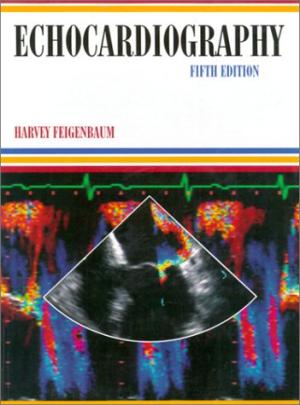 ECHOCARDIOGRAPHY
FIFTH EDITION
HARVEY FEIGENBAUM